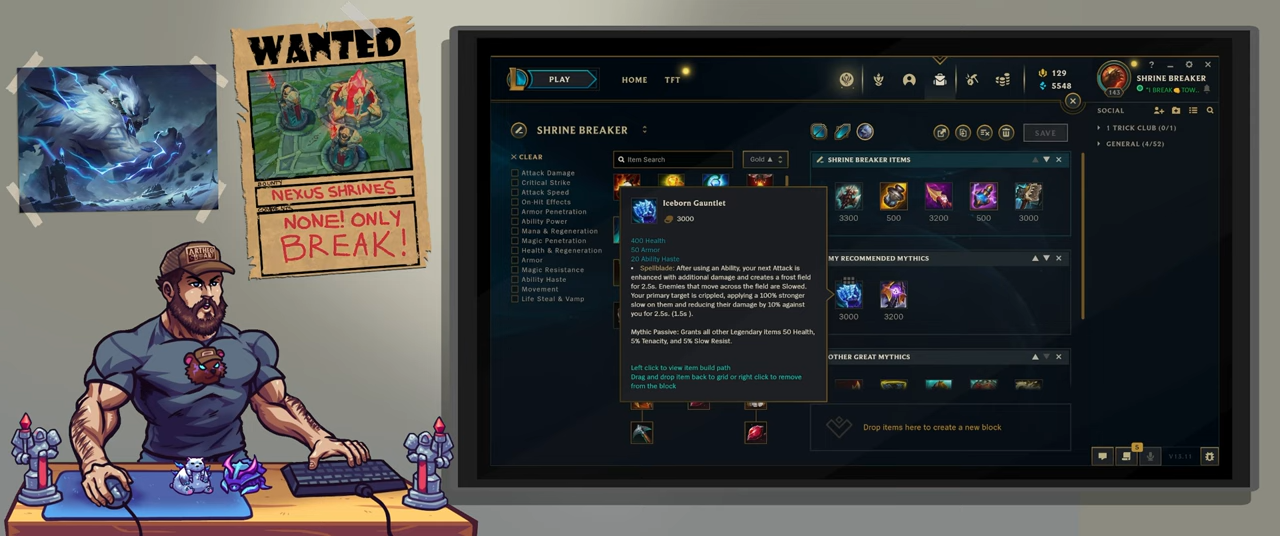 WANTED
BOUNTY
NEXUS SHRINES
COMMENTS
NONE! ONLY
BREAK!
PLAY
HOME
TFT
129
5548
?
SHRINE BREAKER
143
"I BREAK TOW...
SHRINE BREAKER
SAVE
SOCIAL
1 TRICK CLUB (0/1)
GENERAL (4/52)
CLEAR
Item Search
Gold
Attack Damage
Critical Strike
Attack Speed
On-Hit Effects
Armor Penetration
Ability Power
Mana & Regeneration
Magic Penetration
Health & Regeneration
Armor
Magic Resistance
Ability Haste
Movement
Life Steal & Vamp
Iceborn Gauntlet
3000
400 Health
50 Armor
20 Ability Haste
• Spellblade: After using an Ability, your next Attack is
enhanced with additional damage and creates a frost field
for 2.5s. Enemies that move across the field are Slowed.
Your primary target is crippled, applying a 100% stronger
slow on them and reducing their damage by 10% against
you for 2.5s. (1.5s ).
Mythic Passive: Grants all other Legendary items 50 Health,
5% Tenacity, and 5% Slow Resist.
Left click to view item build path
Drag and drop item back to grid or right click to remove
from the block
SHRINE BREAKER ITEMS
3300 500 3200 500 3000
MY RECOMMENDED MYTHICS
3000 3200
OTHER GREAT MYTHICS
Drop items here to create a new block
5
V13.11